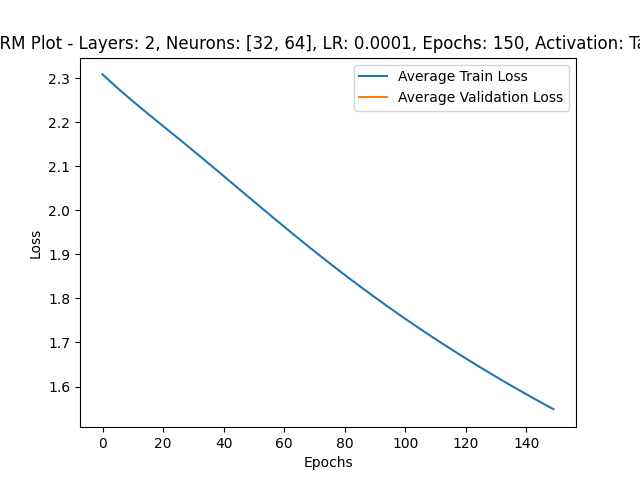 RM Plot - Layers: 2, Neurons: [32, 64], LR: 0.0001, Epochs: 150, Activation: Ta
Average Train Loss
Average Validation Loss
2.3
2.2
2.1
2.0
1.9
1.8
1.7
1.6
Loss
0 20 40 60 80 100 120 140
Epochs